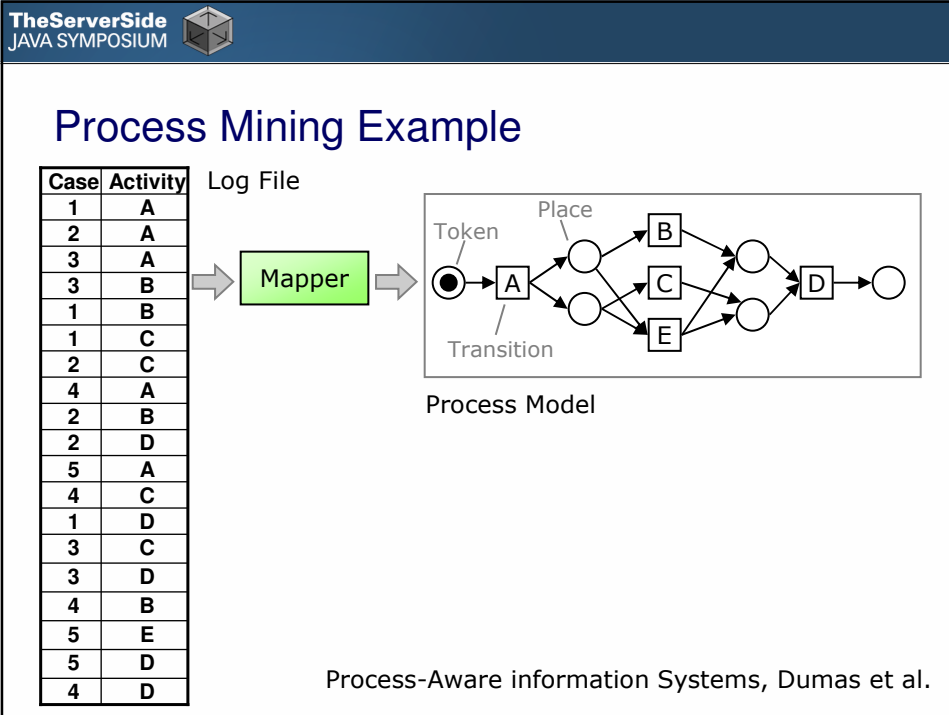 TheServerSide
JAVA SYMPOSIUM
Process Mining Example
Case Activity
1 A
2 A
3 A
3 B
1 B
1 C
2 C
4 A
2 B
2 D
5 A
4 C
1 D
3 C
3 D
4 B
5 E
5 D
4 D
Log File
Mapper
Token
Place
Transition
A
B
C
E
D
Process Model
Process-Aware information Systems, Dumas et al.